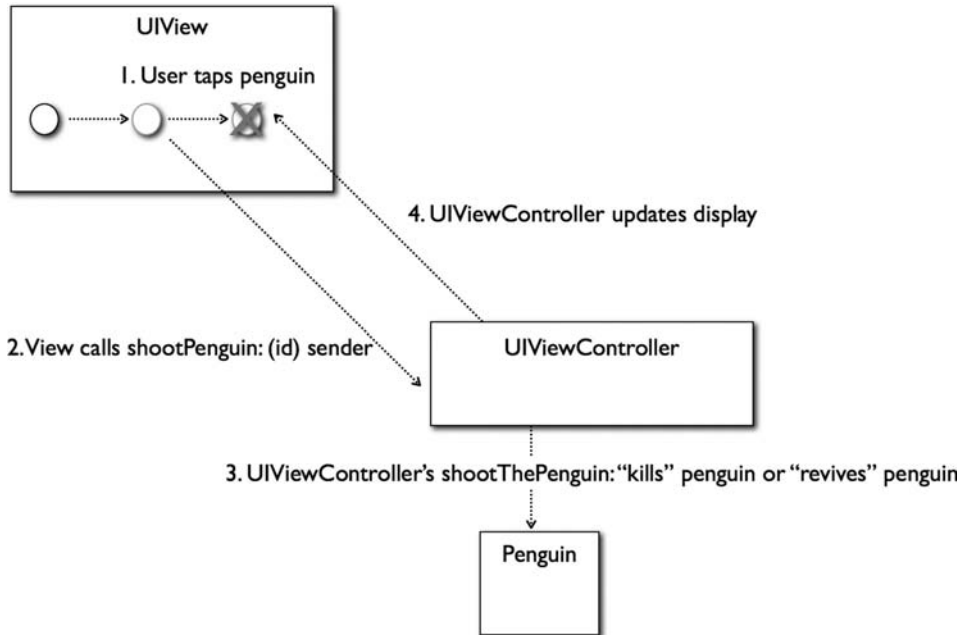 UIView
1. User taps penguin
4. UIViewController updates display
2. View calls shootPenguin: (id) sender
UIViewController
3. UIViewController's shootThePenguin: “kills” penguin or “revives” penguin
Penguin